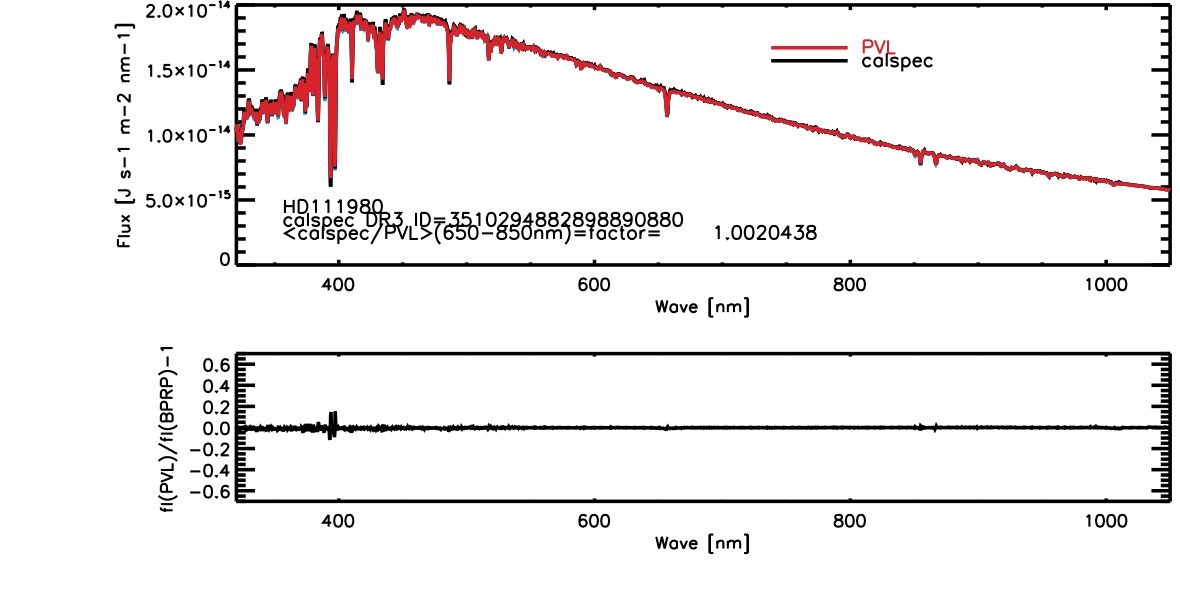 2.0×10−14
1.5×10−14
1.0×10−14
5.0×10−15
0
Flux [J s−1 m−2 nm−1]
PVL
calspec
HD111980
calspec DR3 ID=3510294882898890880
<calspec/PVL>(650−850nm)=factor= 1.0020438
400 600 800 1000
Wave [nm]
0.6
0.4
0.2
0.0
−0.2
−0.4
−0.6
fl(PVL)/fl(BPRP)−1
400 600 800 1000
Wave [nm]